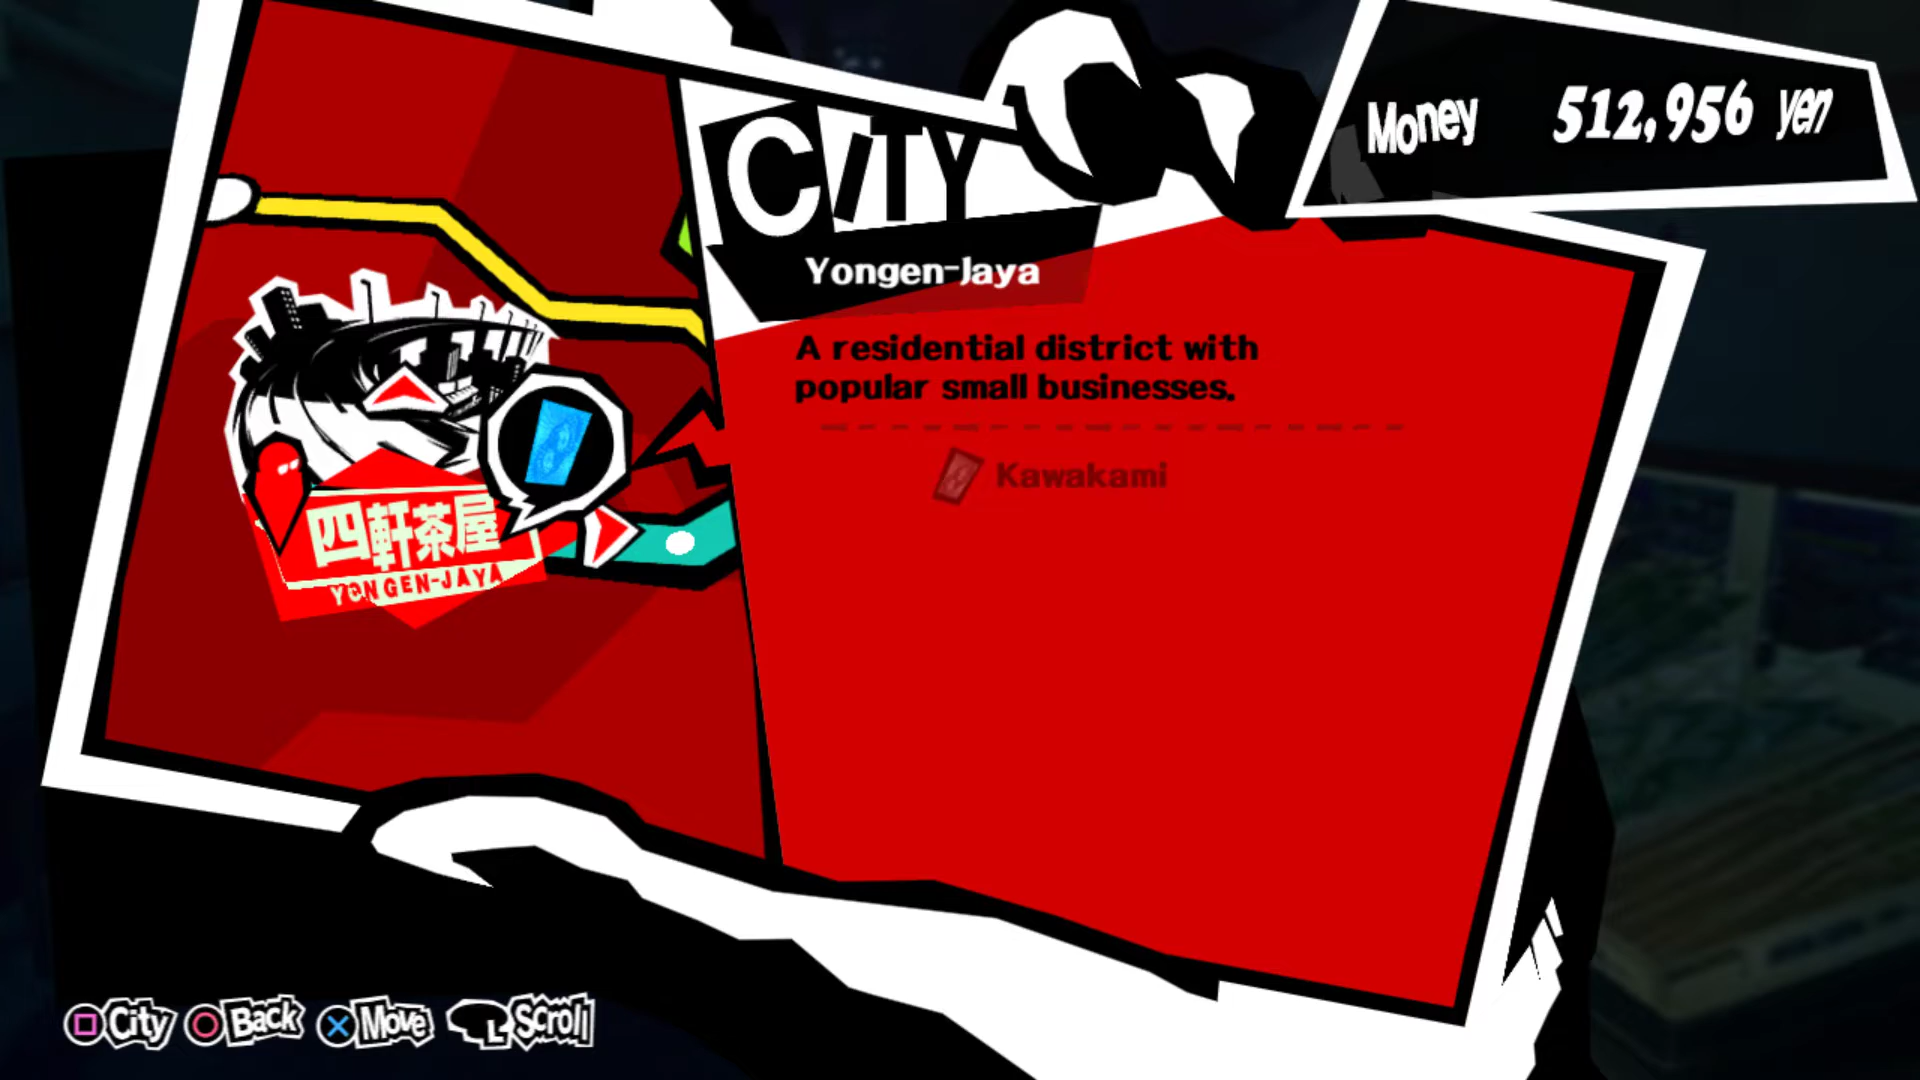 CITY
Money 512,956 yen
Yongen-Jaya
A residential district with
popular small businesses.
Kawakami
四軒茶屋
YONGEN-JAYA
City Back Move L Scroll